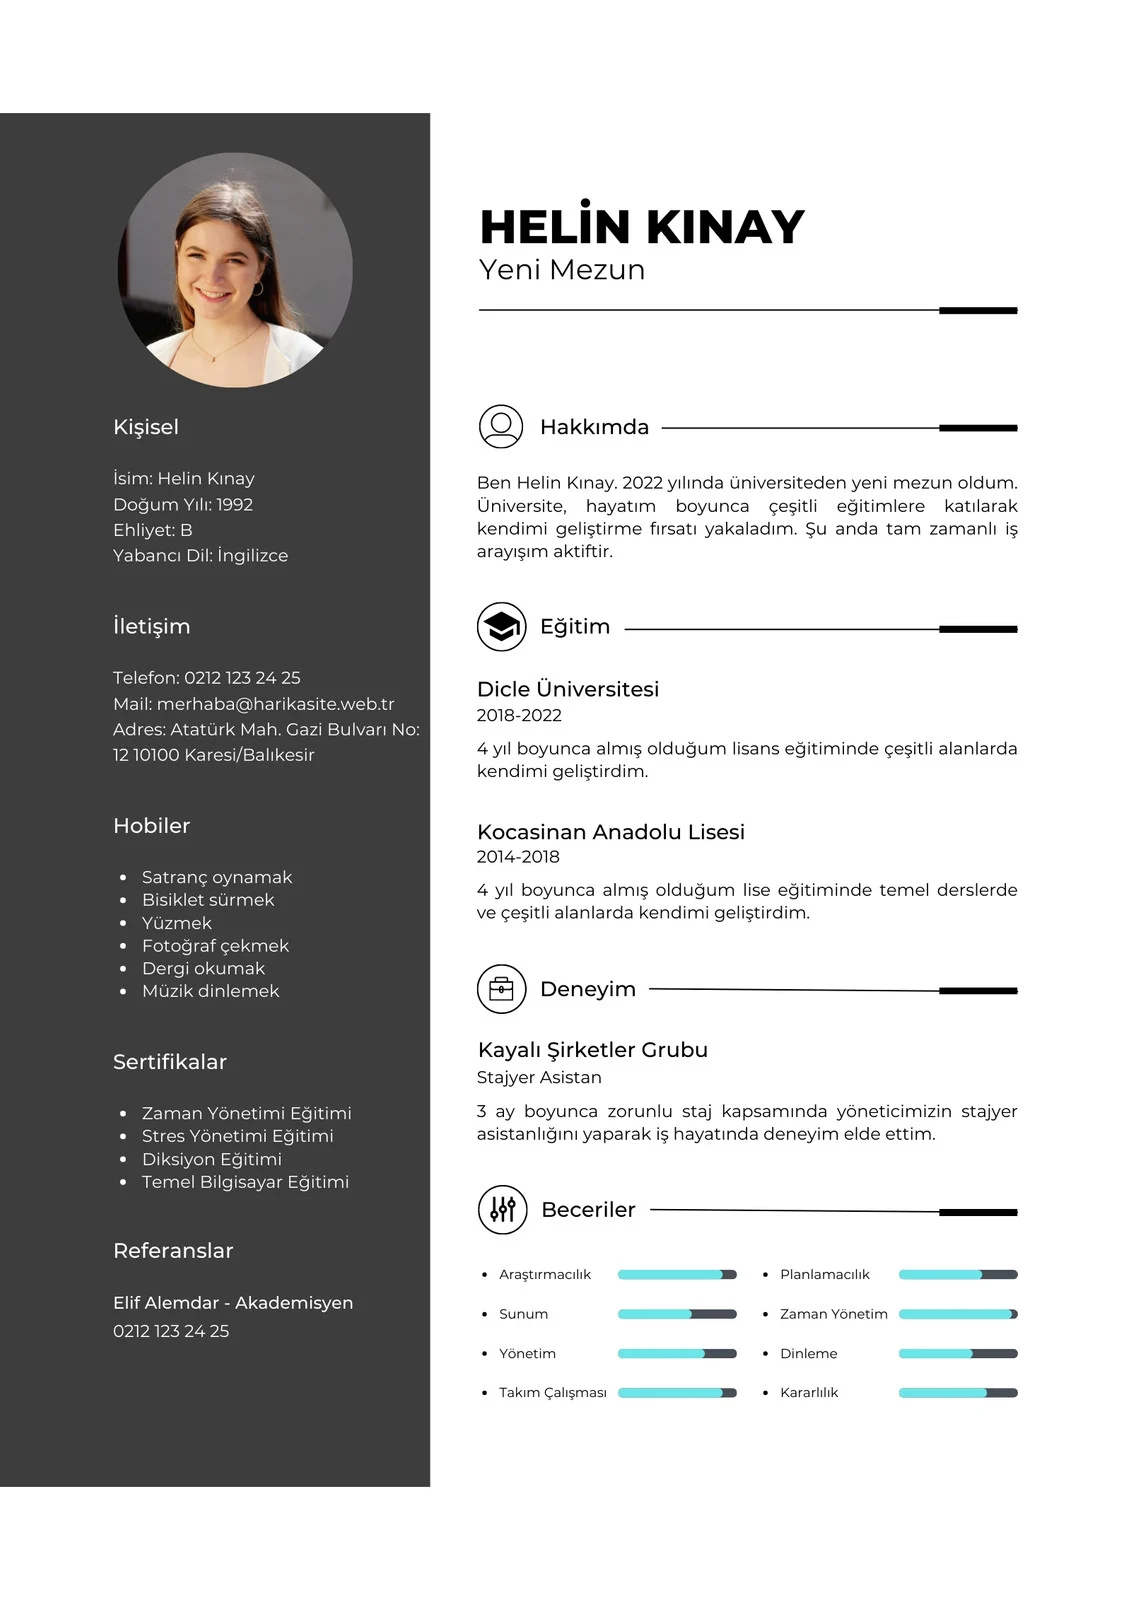 HELİN KINAY
Yeni Mezun
Kişisel
İsim: Helin Kınay
Doğum Yılı: 1992
Ehliyet: B
Yabancı Dil: İngilizce
İletişim
Telefon: 0212 123 24 25
Mail: merhaba@harikasite.web.tr
Adres: Atatürk Mah. Gazi Bulvarı No:
12 10100 Karesi/Balıkesir
Hobiler
• Satranç oynamak
• Bisiklet sürmek
• Yüzmek
• Fotoğraf çekmek
• Dergi okumak
• Müzik dinlemek
Sertifikalar
• Zaman Yönetimi Eğitimi
• Stres Yönetimi Eğitimi
• Diksiyon Eğitimi
• Temel Bilgisayar Eğitimi
Referanslar
Elif Alemdar - Akademisyen
0212 123 24 25
Hakkımda
Ben Helin Kınay. 2022 yılında üniversiteden yeni mezun oldum.
Üniversite, hayatım boyunca çeşitli eğitimlere katılarak
kendimi geliştirme fırsatı yakaladım. Şu anda tam zamanlı iş
arayışım aktiftir.
Eğitim
Dicle Üniversitesi
2018-2022
4 yıl boyunca almış olduğum lisans eğitiminde çeşitli alanlarda
kendimi geliştirdim.
Kocasinan Anadolu Lisesi
2014-2018
4 yıl boyunca almış olduğum lise eğitiminde temel derslerde
ve çeşitli alanlarda kendimi geliştirdim.
Deneyim
Kayalı Şirketler Grubu
Stajyer Asistan
3 ay boyunca zorunlu staj kapsamında yöneticimizin stajyer
asistanlığını yaparak iş hayatında deneyim elde ettim.
Beceriler
• Araştırmacılık
• Sunum
• Yönetim
• Takım Çalışması
• Planlamacılık
• Zaman Yönetim
• Dinleme
• Kararlılık